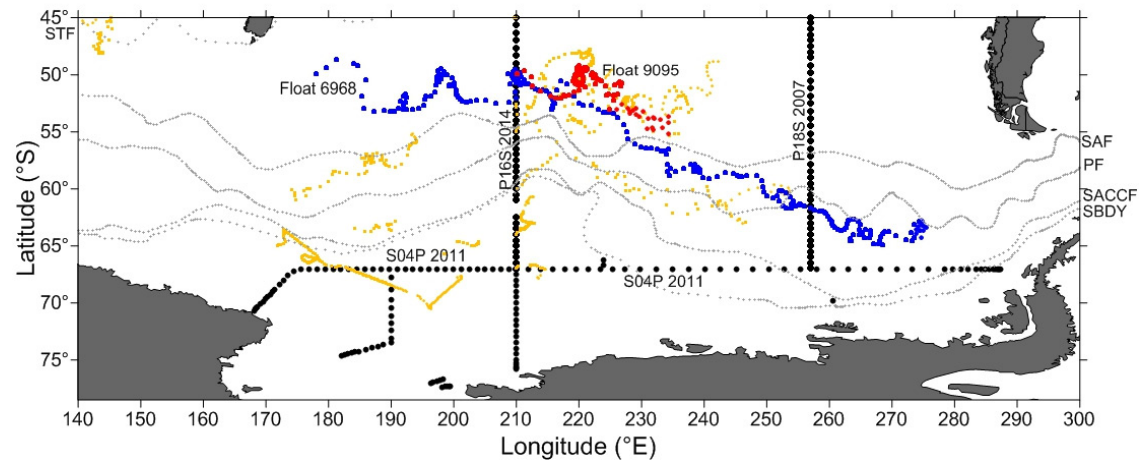 45°
STF
50°
55°
60°
65°
70°
75°
Latitude (°S)
Float 6968
Float 9095
P16S 2014
P18S 2007
S04P 2011
S04P 2011
SAF
PF
SACCF
SBDY
140 150 160 170 180 190 200 210 220 230 240 250 260 270 280 290 300
Longitude (°E)